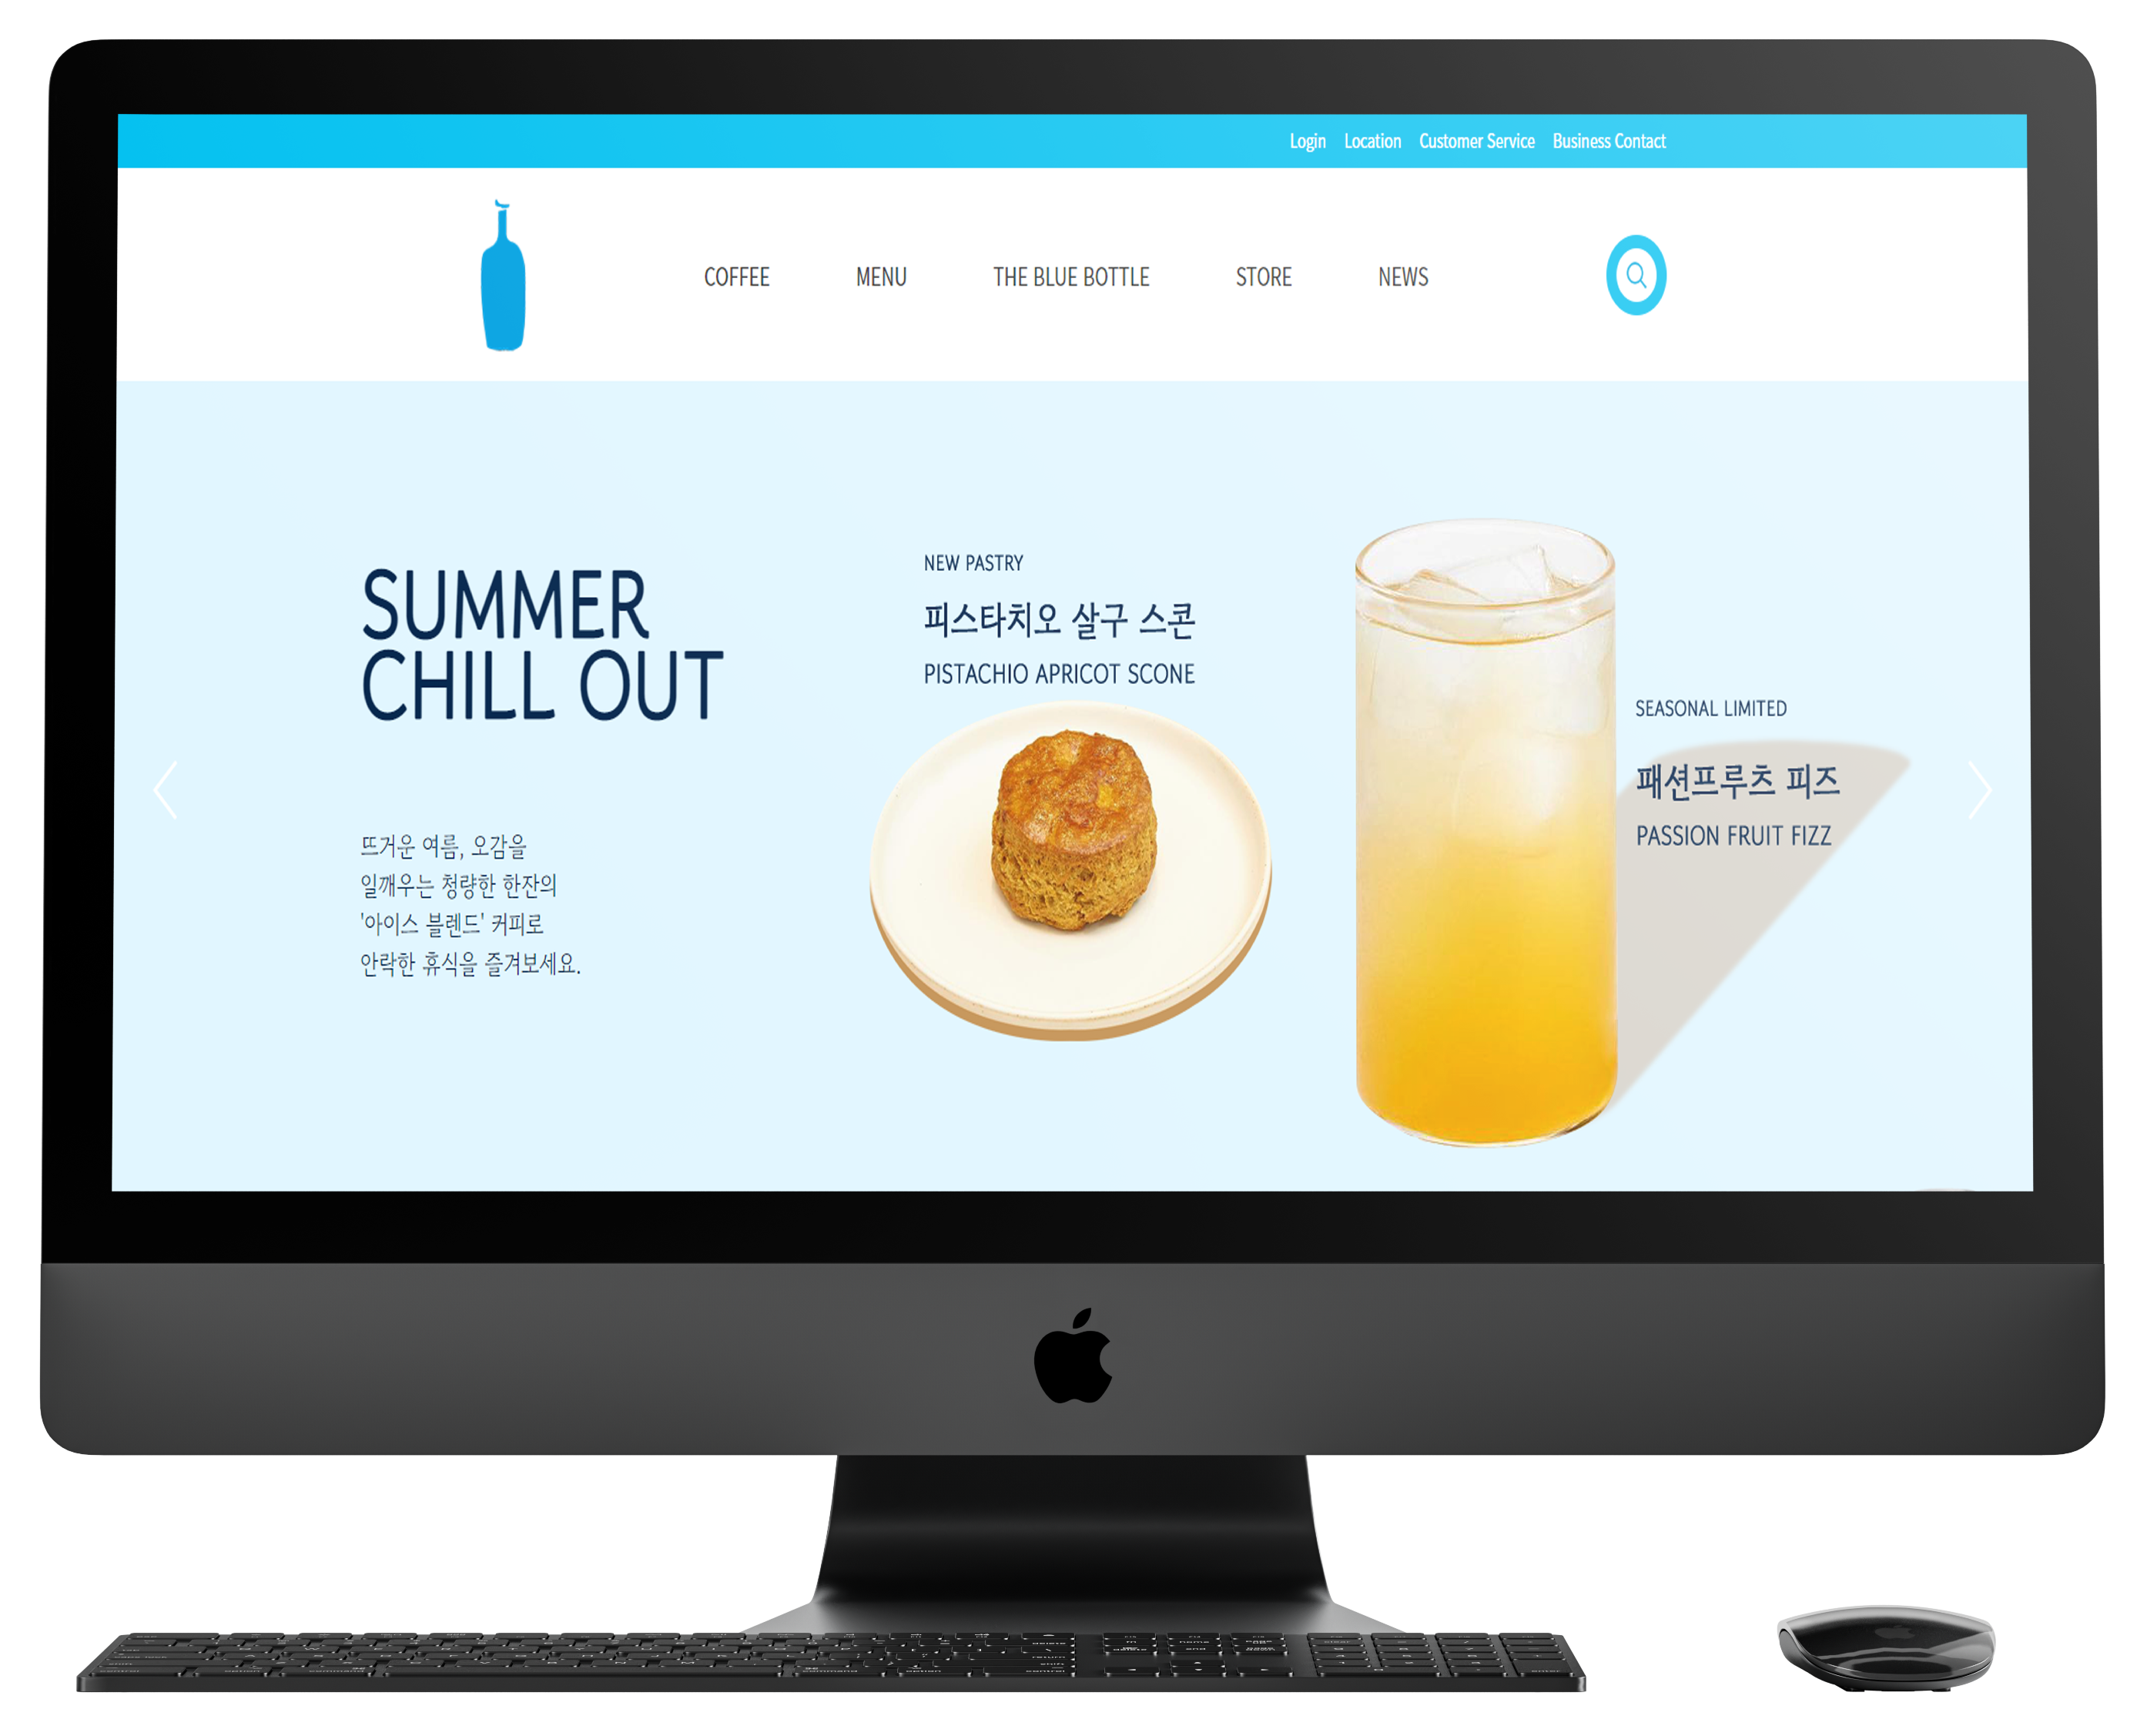 Login Location Customer Service Business Contact
COFFEE MENU THE BLUE BOTTLE STORE NEWS
SUMMER
CHILL OUT
뜨거운 여름, 오감을
일깨우는 청량한 한잔의
'아이스 블렌드' 커피로
안락한 휴식을 즐겨보세요.
NEW PASTRY
피스타치오 살구 스콘
PISTACHIO APRICOT SCONE
SEASONAL LIMITED
패션프루츠 피즈
PASSION FRUIT FIZZ